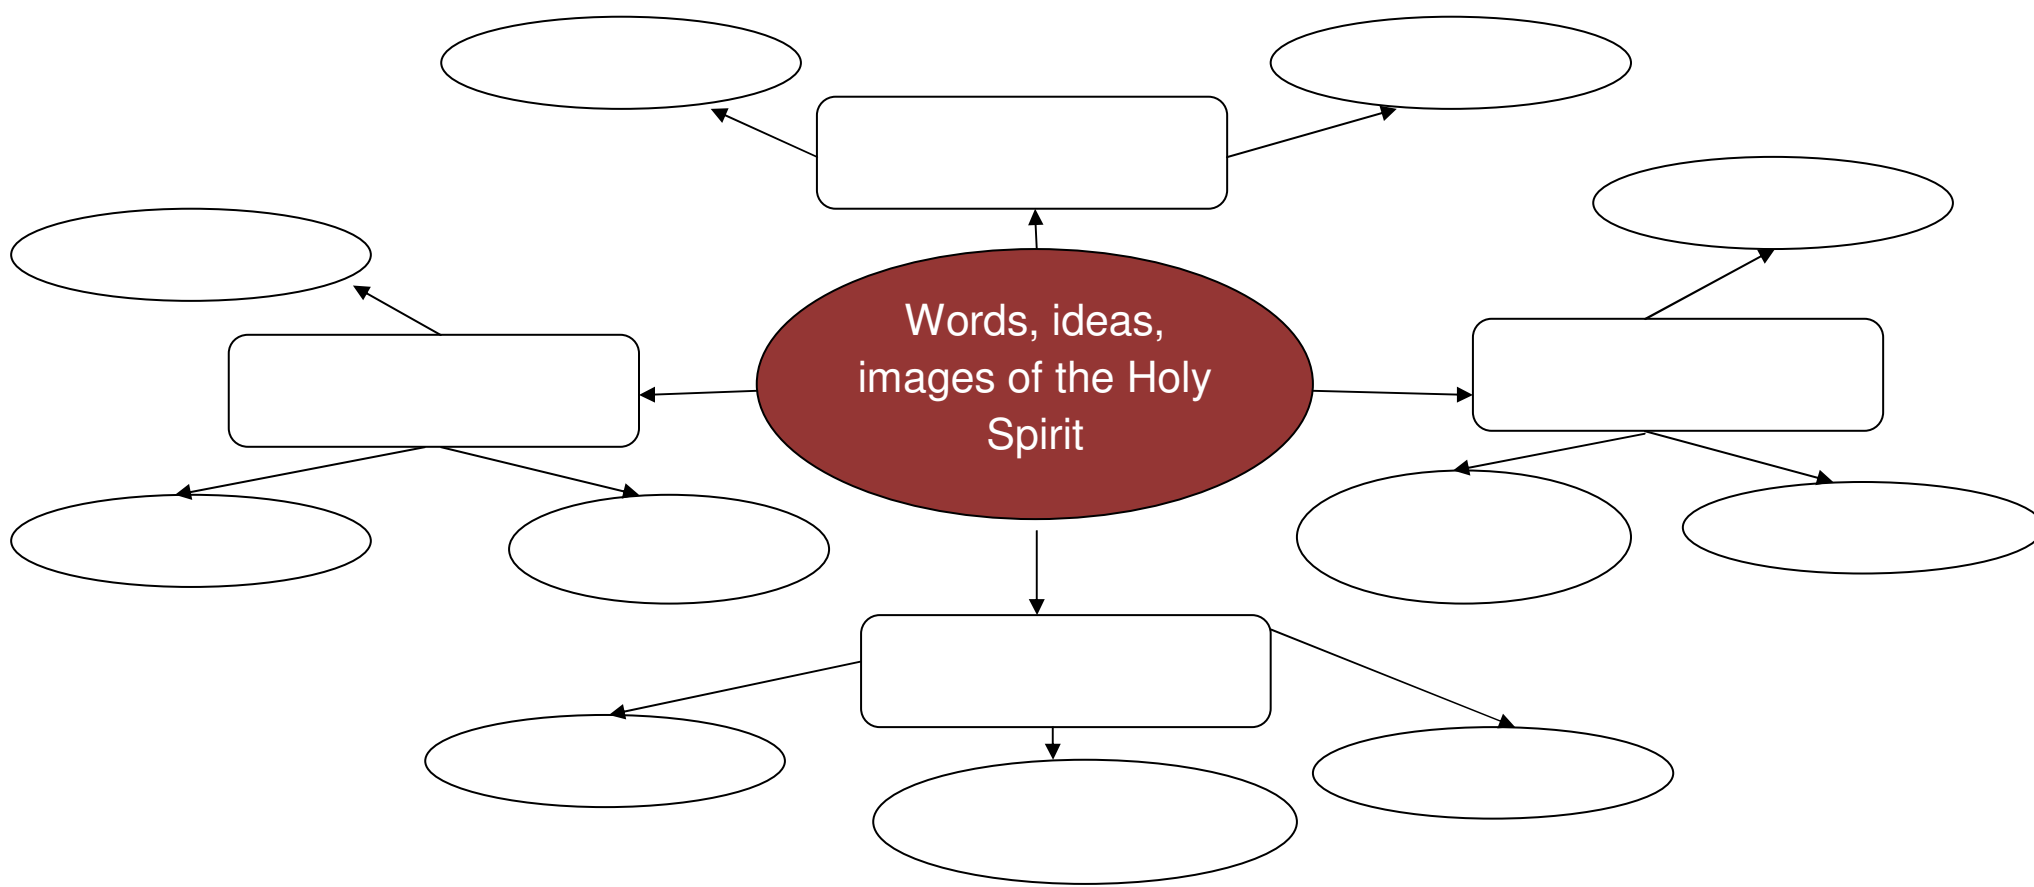 Words, ideas,
images of the Holy
Spirit